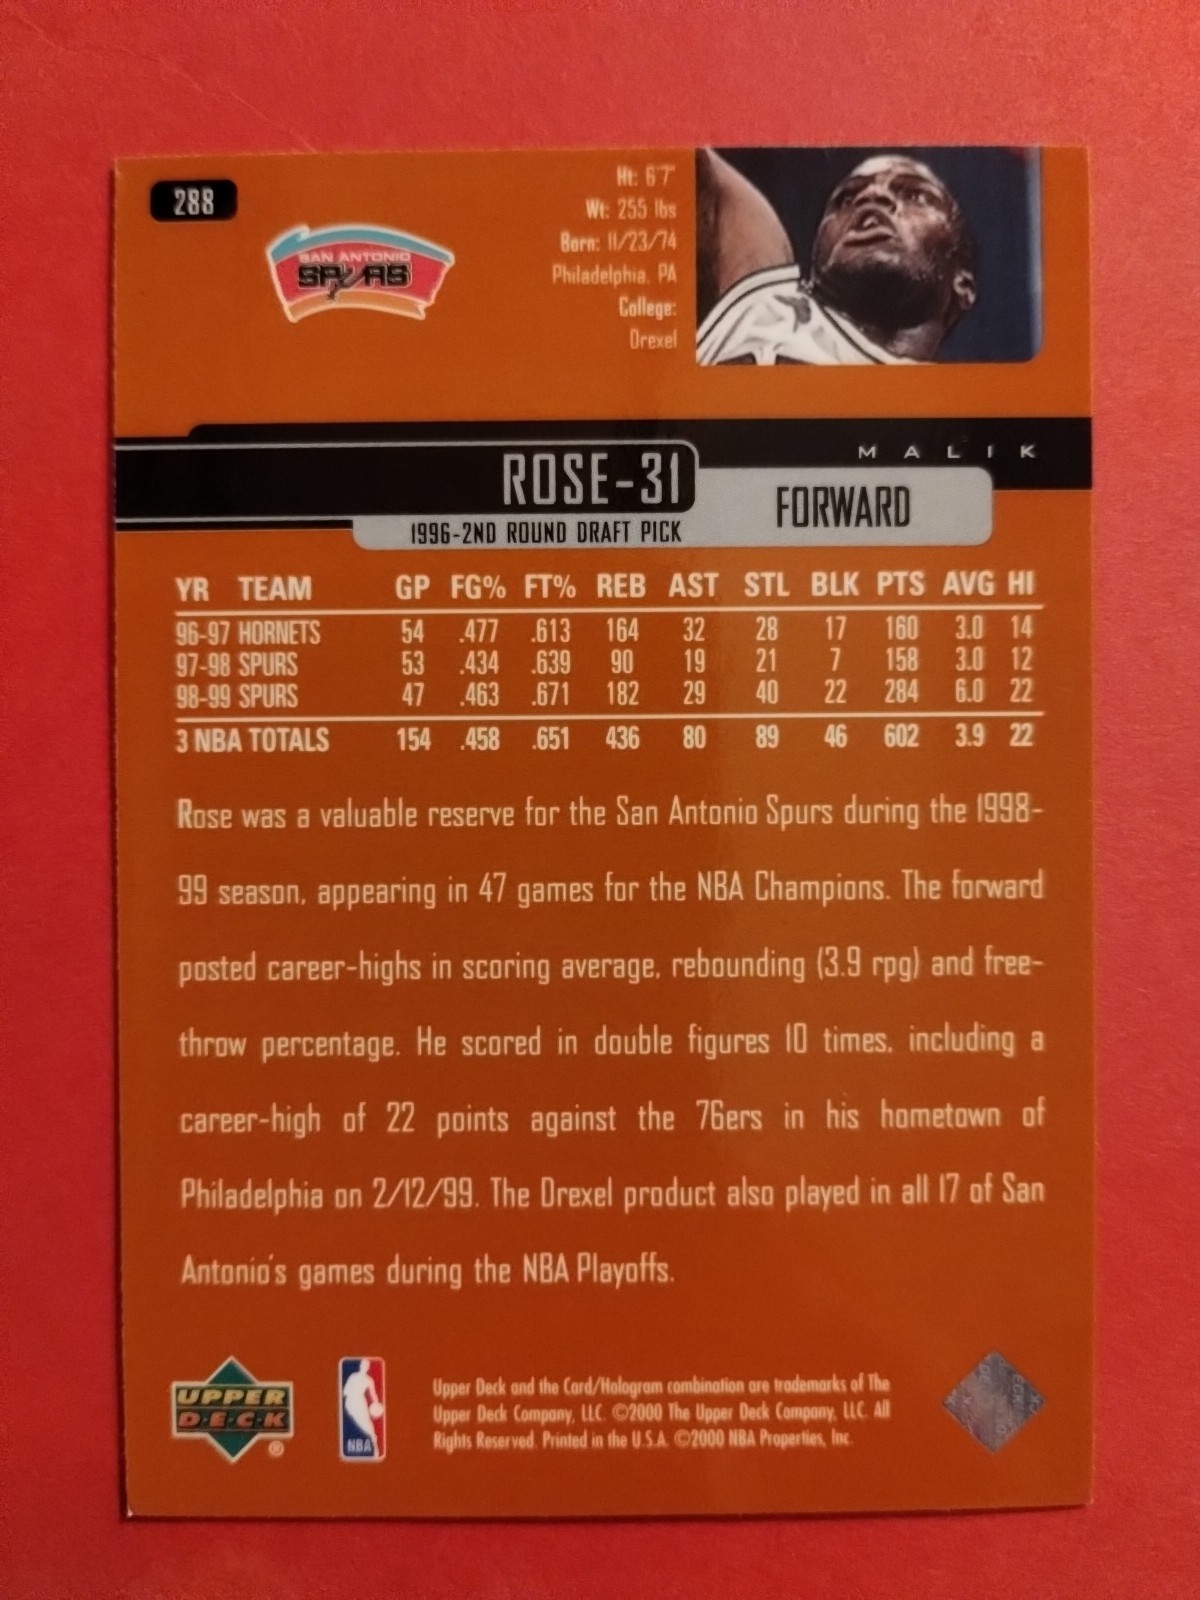 288
SAN ANTONIO
SPURS
Ht: 6'7"
Wt: 255 lbs
Born: 11/23/74
Philadelphia, PA
College:
Drexel
MALIK
ROSE-31
FORWARD
1996-2ND ROUND DRAFT PICK
YR TEAM GP FG% FT% REB AST STL BLK PTS AVG HI
96-97 HORNETS 54 .477 .613 164 32 28 17 160 3.0 14
97-98 SPURS 53 .434 .639 90 19 21 7 158 3.0 12
98-99 SPURS 47 .463 .671 182 29 40 22 284 6.0 22
3 NBA TOTALS 154 .458 .651 436 80 89 46 602 3.9 22
Rose was a valuable reserve for the San Antonio Spurs during the 1998-
99 season, appearing in 47 games for the NBA Champions. The forward
posted career-highs in scoring average, rebounding (3.9 rpg) and free-
throw percentage. He scored in double figures 10 times, including a
career-high of 22 points against the 76ers in his hometown of
Philadelphia on 2/12/99. The Drexel product also played in all 17 of San
Antonio's games during the NBA Playoffs.
UPPER
DECK
®
NBA
Upper Deck and the Card/Hologram combination are trademarks of The
Upper Deck Company, LLC. ©2000 The Upper Deck Company, LLC. All
Rights Reserved. Printed in the U.S.A. ©2000 NBA Properties, Inc.